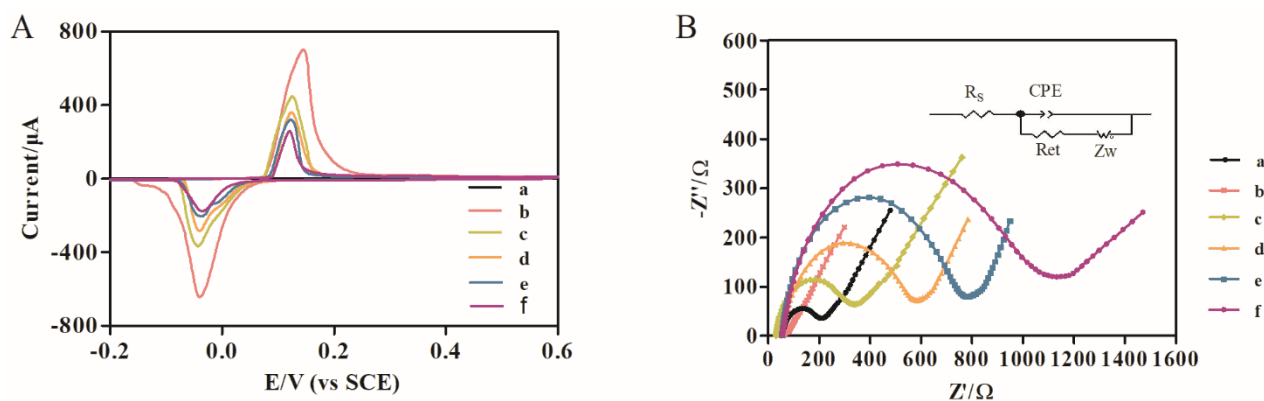 A
800
400
0
-400
-800
Current/μA
-0.2
0.0
0.2
0.4
0.6
E/V (vs SCE)
a
b
c
d
e
f
B
600
500
400
300
200
100
0
-Z''/Ω
0
200
400
600
800
1000
1200
1400
1600
Z'/Ω
RS
CPE
Ret
Zw
a
b
c
d
e
f